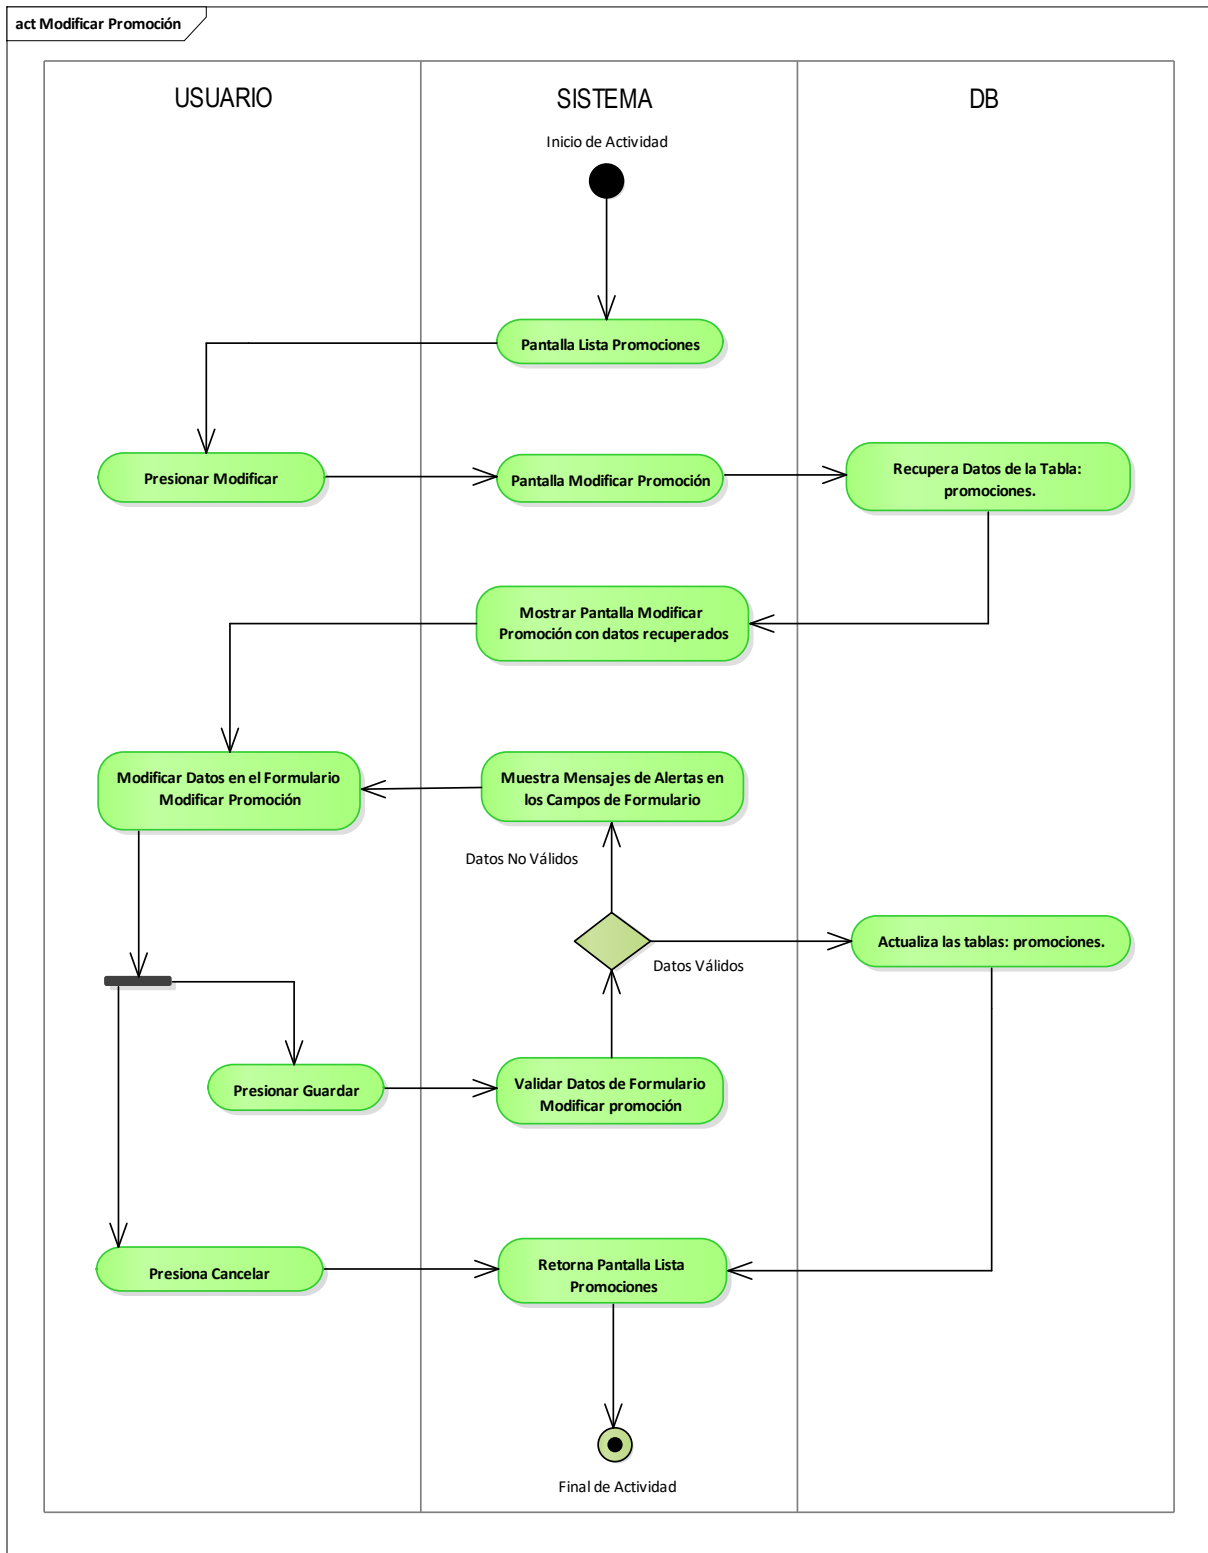 act Modificar Promoción
USUARIO
SISTEMA
DB
Inicio de Actividad
Pantalla Lista Promociones
Presionar Modificar
Pantalla Modificar Promoción
Recupera Datos de la Tabla:
promociones.
Mostrar Pantalla Modificar
Promoción con datos recuperados
Modificar Datos en el Formulario
Modificar Promoción
Muestra Mensajes de Alertas en
los Campos de Formulario
Datos No Válidos
Datos Válidos
Actualiza las tablas: promociones.
Presionar Guardar
Validar Datos de Formulario
Modificar promoción
Presiona Cancelar
Retorna Pantalla Lista
Promociones
Final de Actividad